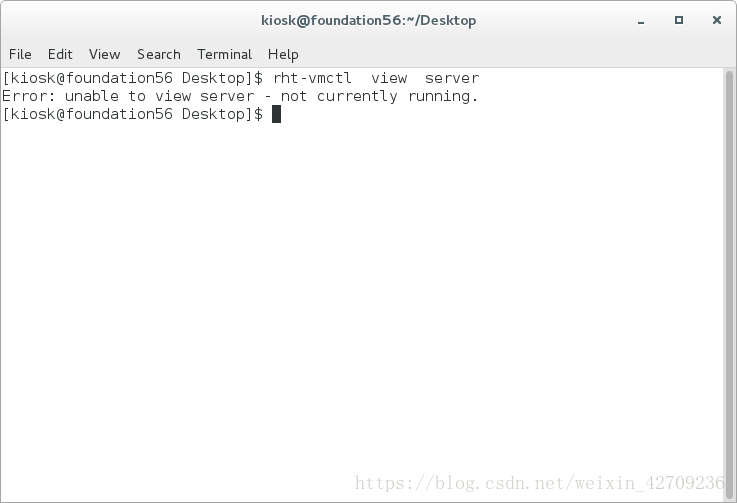 kiosk@foundation56:~/Desktop
File Edit View Search Terminal Help
[kiosk@foundation56 Desktop]$ rht-vmctl  view  server
Error: unable to view server - not currently running.
[kiosk@foundation56 Desktop]$
https://blog.csdn.net/weixin_42709236